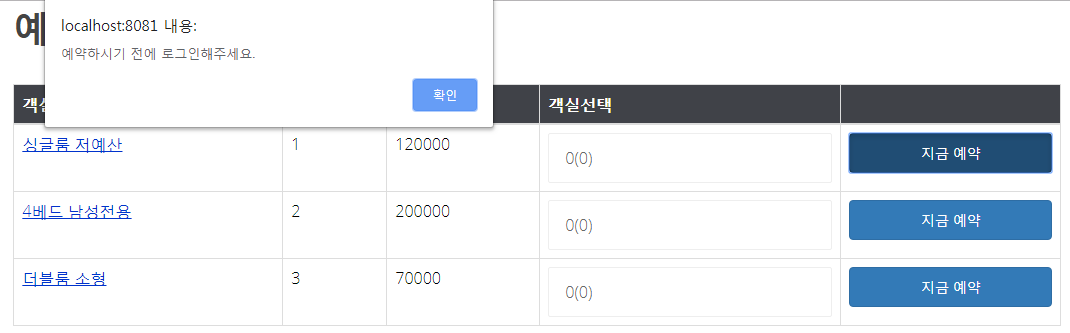 예
localhost:8081 내용:
예약하시기 전에 로그인해주세요.
확인
객실선택
싱글룸 저예산 1 120000 0(0) 지금 예약
4베드 남성전용 2 200000 0(0) 지금 예약
더블룸 소형 3 70000 0(0) 지금 예약